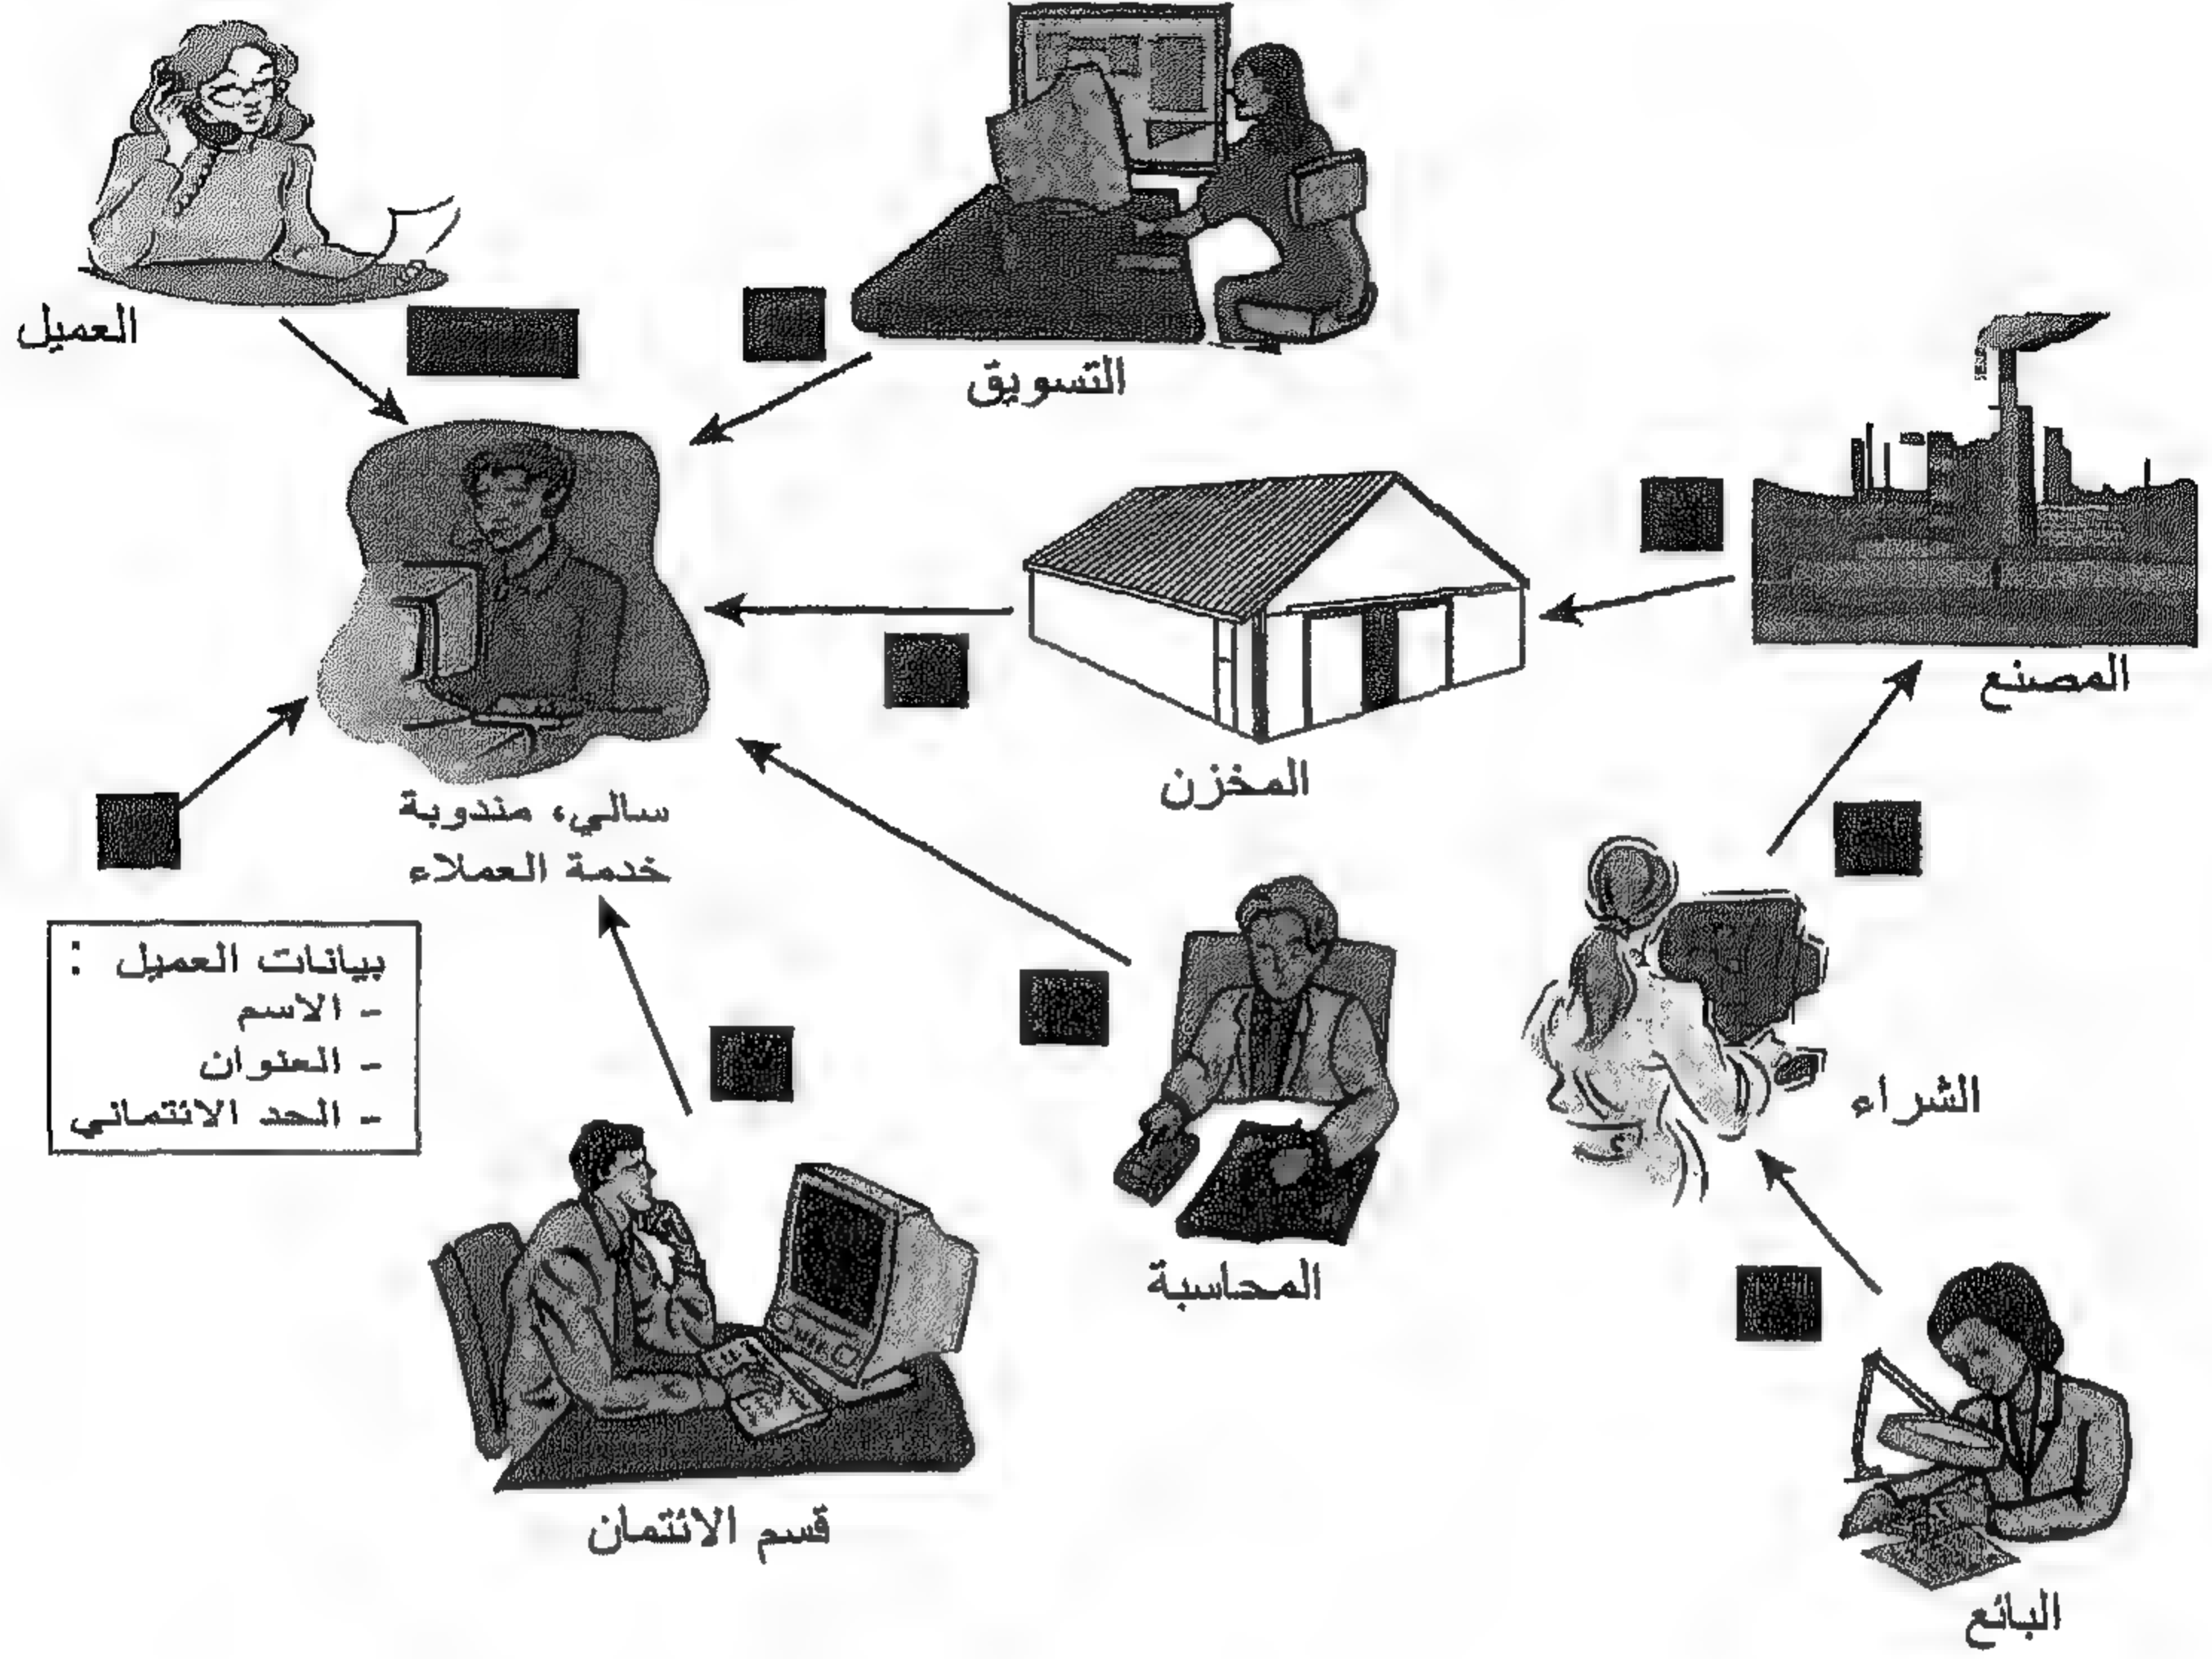 العميل
التسويق
المصنع
المخزن
سالي، مندوبة
خدمة العملاء
بيانات العميل :
- الاسم
- العنوان
- الحد الائتماني
الشراء
المحاسبة
قسم الائتمان
البائع